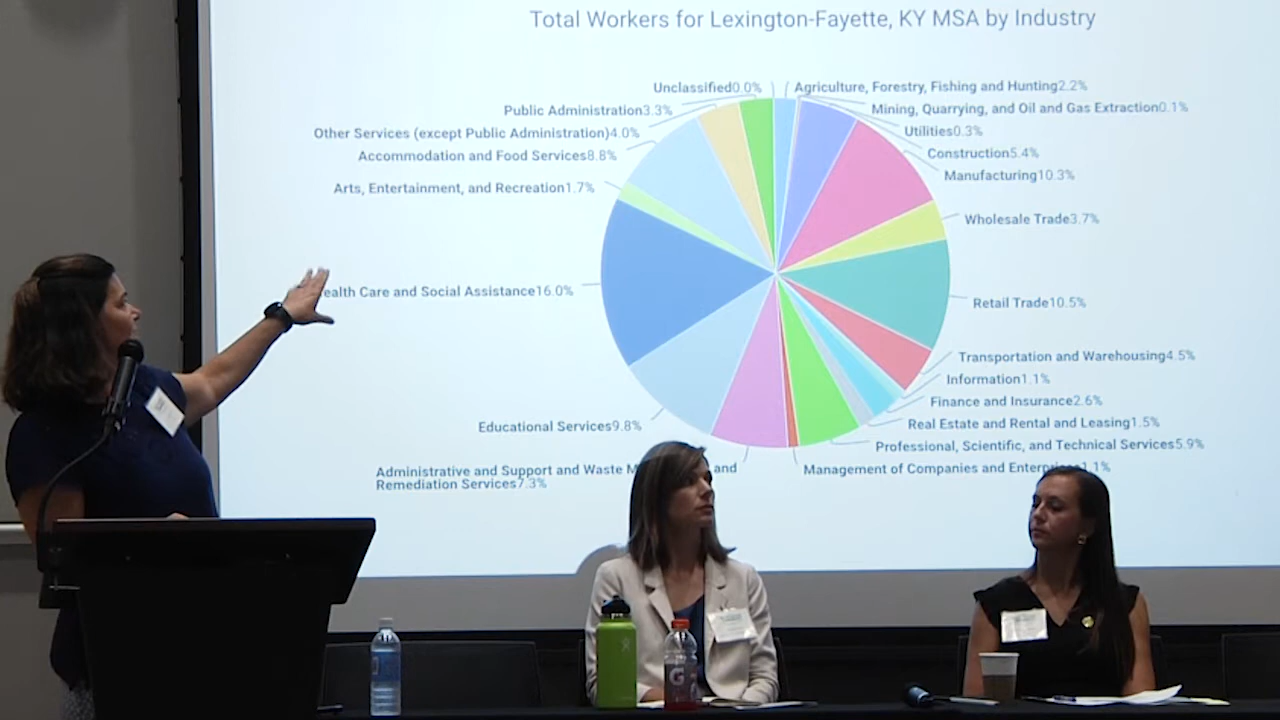 Total Workers for Lexington-Fayette, KY MSA by Industry
Unclassified0.0%
Agriculture, Forestry, Fishing and Hunting2.2%
Public Administration3.3%
Mining, Quarrying, and Oil and Gas Extraction0.1%
Other Services (except Public Administration)4.0%
Utilities0.3%
Accommodation and Food Services8.8%
Construction5.4%
Manufacturing10.3%
Arts, Entertainment, and Recreation1.7%
Wholesale Trade3.7%
ealth Care and Social Assistance16.0%
Retail Trade10.5%
Transportation and Warehousing4.5%
Information1.1%
Finance and Insurance2.6%
Real Estate and Rental and Leasing1.5%
Educational Services9.8%
Professional, Scientific, and Technical Services5.9%
Administrative and Support and Waste M and
Remediation Services7.3%
Management of Companies and Enterprises1.1%
G